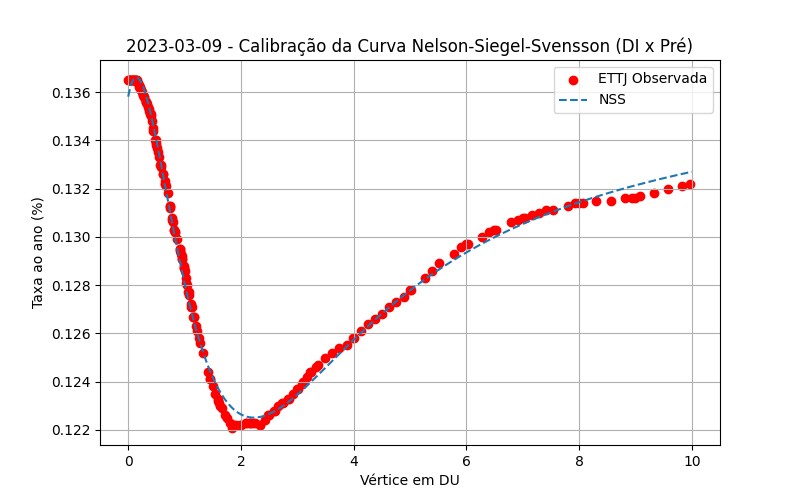 2023-03-09 - Calibração da Curva Nelson-Siegel-Svensson (DI x Pré)
ETTJ Observada
NSS
Taxa ao ano (%)
0.136
0.134
0.132
0.130
0.128
0.126
0.124
0.122
0 2 4 6 8 10
Vértice em DU